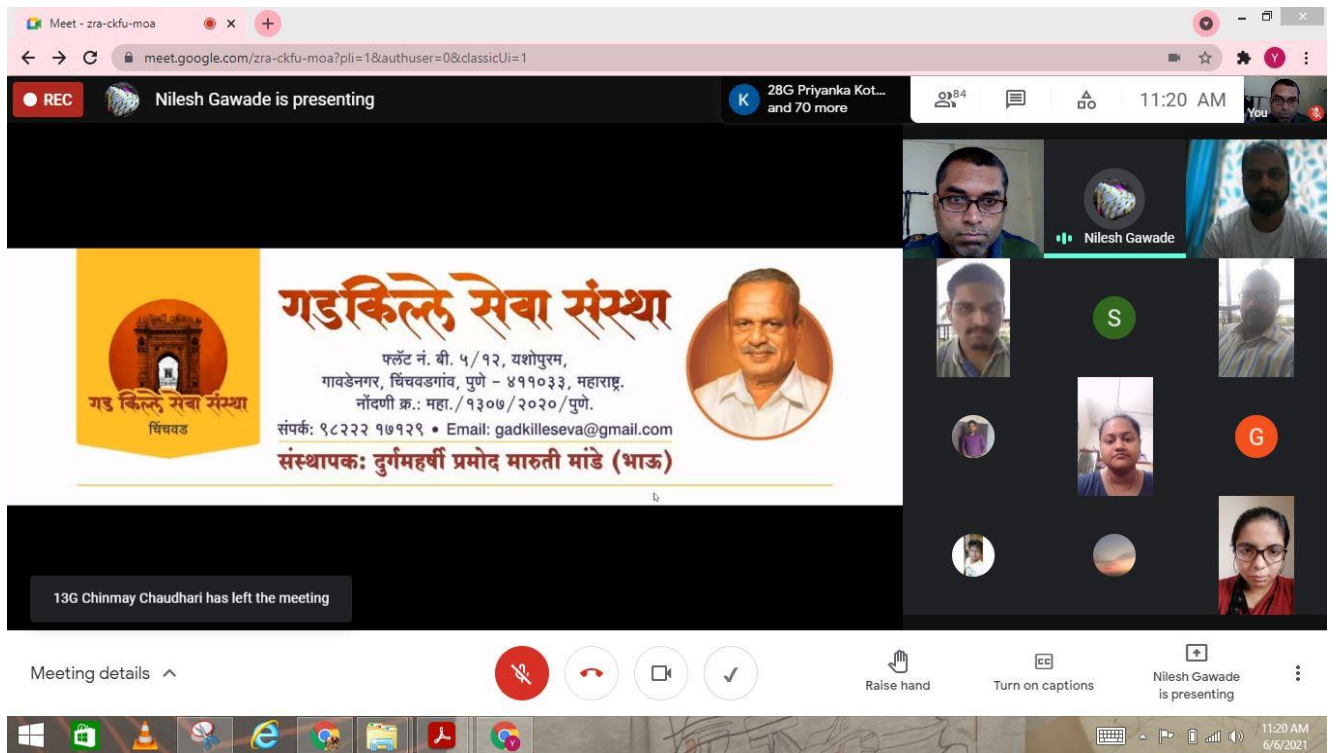 Meet - zra-ckfu-moa
meet.google.com/zra-ckfu-moa?pli=1&authuser=0&classicUi=1
Y
REC
Nilesh Gawade is presenting
K
28G Priyanka Kot...
and 70 more
84
11:20 AM
You
Nilesh Gawade
S
G
गड किल्ले सेवा संस्था
चिंचवड
गडकिल्ले सेवा संस्था
फ्लॅट नं. बी. ५/१२, यशोपुरम,
गावडेनगर, चिंचवडगांव, पुणे – ४११०३३, महाराष्ट्र.
नोंदणी क्र.: महा./१३०७/२०२०/पुणे.
संपर्क: ९८२२२ १७१२९ • Email: gadkilleseva@gmail.com
संस्थापक: दुर्गमहर्षी प्रमोद मारुती मांडे (भाऊ)
13G Chinmay Chaudhari has left the meeting
Meeting details
Raise hand
CC
Turn on captions
Nilesh Gawade
is presenting
11:20 AM
6/6/2021